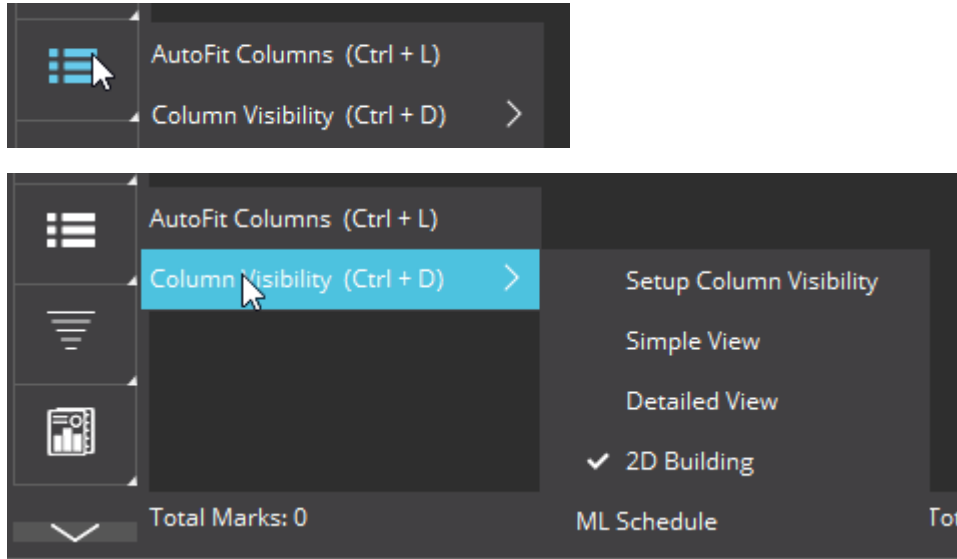 AutoFit Columns (Ctrl + L)
Column Visibility (Ctrl + D)
AutoFit Columns (Ctrl + L)
Column Visibility (Ctrl + D)
Setup Column Visibility
Simple View
Detailed View
2D Building
Total Marks: 0
ML Schedule